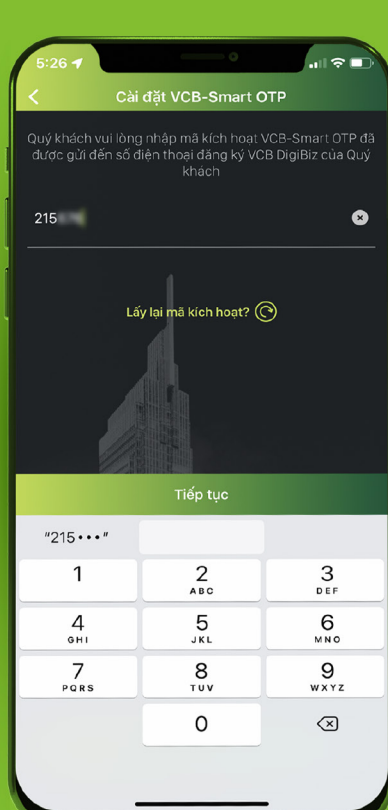 5:26
Cài đặt VCB-Smart OTP
Quý khách vui lòng nhập mã kích hoạt VCB-Smart OTP đã
được gửi đến số điện thoại đăng ký VCB DigiBiz của Quý
khách
215
Lấy lại mã kích hoạt?
Tiếp tục
"215•••"
1
2
ABC
3
DEF
4
GHI
5
JKL
6
MNO
7
PQRS
8
TUV
9
WXYZ
0